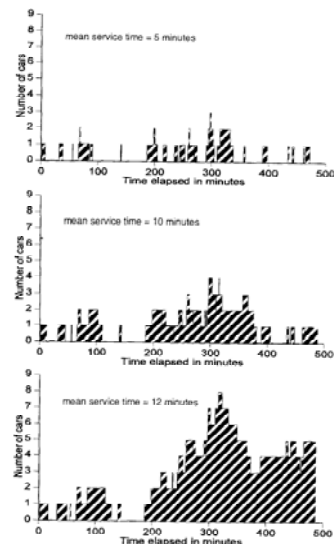 9
8
mean service time = 5 minutes
7
6
5
4
3
2
1
0
Number of cars
0 100 200 300 400 500
Time elapsed in minutes
9
8
mean service time = 10 minutes
7
6
5
4
3
2
1
0
Number of cars
0 100 200 300 400 500
Time elapsed in minutes
9
8
mean service time = 12 minutes
7
6
5
4
3
2
1
0
Number of cars
0 100 200 300 400 500
Time elapsed in minutes